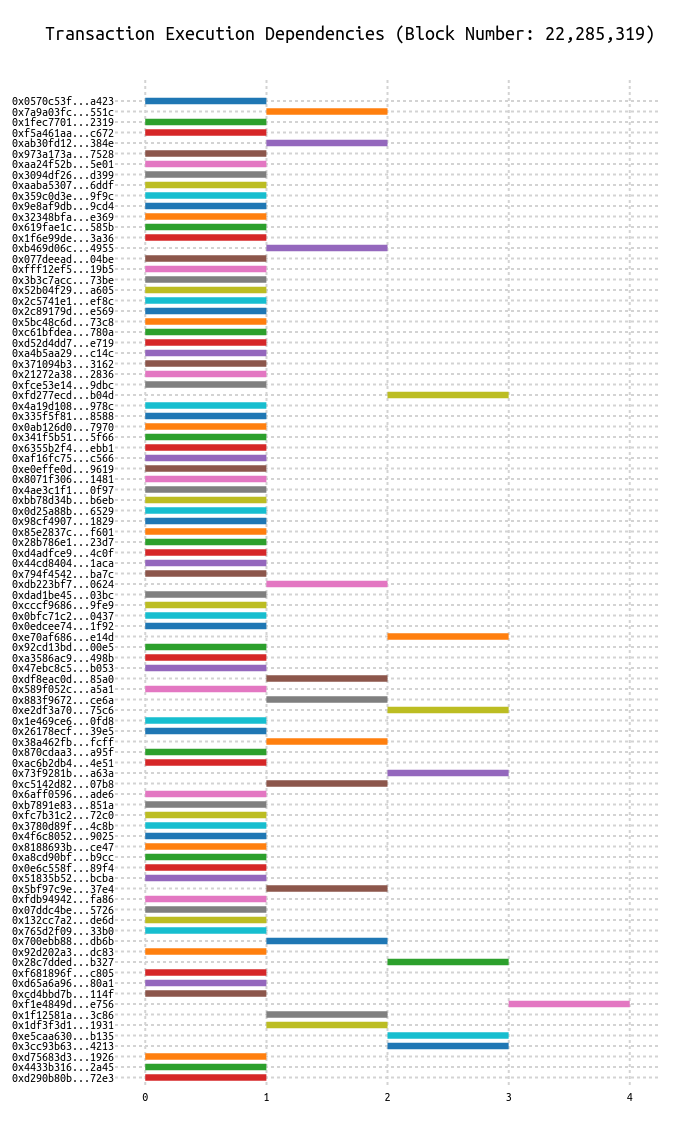 Transaction Execution Dependencies (Block Number: 22,285,319)
0x0570c53f...a423
0x7a9a03fc...551c
0x1fec7701...2319
0xf5a461aa...c672
0xab30fd12...384e
0x973a173a...7528
0xaa24f52b...5e01
0x3094df26...d399
0xaaba5307...6ddf
0x359c0d3e...9f9c
0x9e8af9db...9cd4
0x32348bfa...e369
0x619fae1c...585b
0x1f6e99de...3a36
0xb469d06c...4955
0x077deead...04be
0xfff12ef5...19b5
0x3b3c7acc...73be
0x52b04f29...a605
0x2c5741e1...ef8c
0x2c89179d...e569
0x5bc48c6d...73c8
0xc61bfdea...780a
0xd52d4dd7...e719
0xa4b5aa29...c14c
0x371094b3...3162
0x21272a38...2836
0xfce53e14...9dbc
0xfd277ecd...b04d
0x4a19d108...978c
0x335f5f81...8588
0x0ab126d0...7970
0x341f5b51...5f66
0x6355b2f4...ebb1
0xaf16fc75...c566
0xe0effe0d...9619
0x8071f306...1481
0x4ae3c1f1...0f97
0xbb78d34b...b6eb
0x0d25a88b...6529
0x98cf4907...1829
0x85e2837c...f601
0x28b786e1...23d7
0xd4adfce9...4c0f
0x44cd8404...1aca
0x794f4542...ba7c
0xdb223bf7...0624
0xdad1be45...03bc
0xcccf9686...9fe9
0x0bfc71c2...0437
0x0edcee74...1f92
0xe70af686...e14d
0x92cd13bd...00e5
0xa3586ac9...498b
0x47ebc8c5...b053
0xdf8eac0d...85a0
0x589f052c...a5a1
0x883f9672...ce6a
0xe2df3a70...75c6
0x1e469ce6...0fd8
0x26178ecf...39e5
0x38a462fb...fcff
0x870cdaa3...a95f
0xac6b2db4...4e51
0x73f9281b...a63a
0xc5142d82...07b8
0x6aff0596...ade6
0xb7891e83...851a
0xfc7b31c2...72c0
0x3780d89f...4c8b
0x4f6c8052...9025
0x8188693b...ce47
0xa8cd90bf...b9cc
0x0e6c558f...89f4
0x51835b52...bcba
0x5bf97c9e...37e4
0xfdb94942...fa86
0x07ddc4be...5726
0x132cc7a2...de6d
0x765d2f09...33b0
0x700ebb88...db6b
0x92d202a3...dc83
0x28c7dded...b327
0xf681896f...c805
0xd65a6a96...80a1
0xcd4bbd7b...114f
0xf1e4849d...e756
0x1f12581a...3c86
0x1df3f3d1...1931
0xe5caa630...b135
0x3cc93b63...4213
0xd75683d3...1926
0x4433b316...2a45
0xd290b80b...72e3
0 1 2 3 4